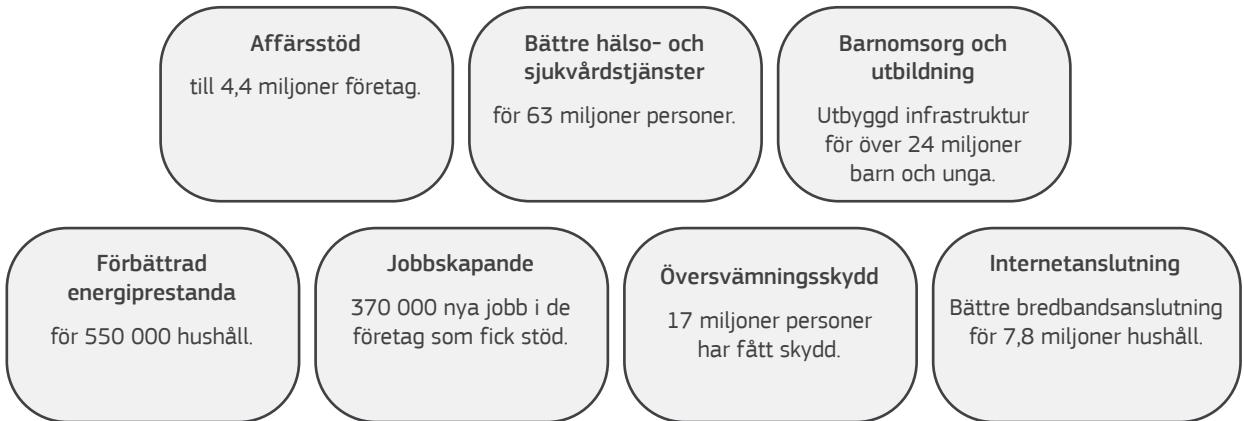 Affärsstöd
till 4,4 miljoner företag.
Bättre hälso- och
sjukvårdstjänster
för 63 miljoner personer.
Barnomsorg och
utbildning
Utbyggd infrastruktur
för över 24 miljoner
barn och unga.
Förbättrad
energiprestanda
för 550 000 hushåll.
Jobbskapande
370 000 nya jobb i de
företag som fick stöd.
Översvämningsskydd
17 miljoner personer
har fått skydd.
Internetanslutning
Bättre bredbandsanslutning
för 7,8 miljoner hushåll.